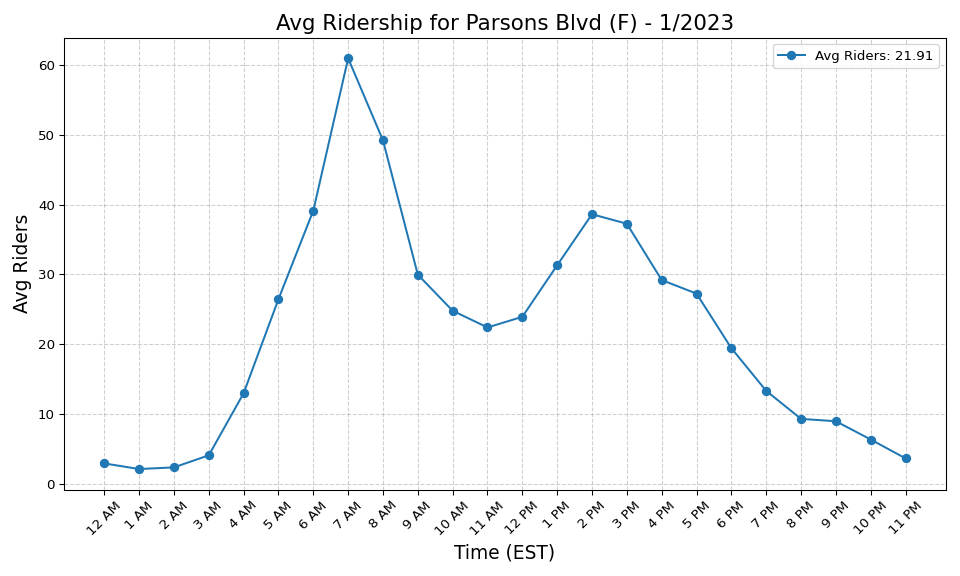 Avg Ridership for Parsons Blvd (F) - 1/2023
Avg Riders: 21.91
Avg Riders
60
50
40
30
20
10
0
12 AM 1 AM 2 AM 3 AM 4 AM 5 AM 6 AM 7 AM 8 AM 9 AM 10 AM 11 AM 12 PM 1 PM 2 PM 3 PM 4 PM 5 PM 6 PM 7 PM 8 PM 9 PM 10 PM 11 PM
Time (EST)